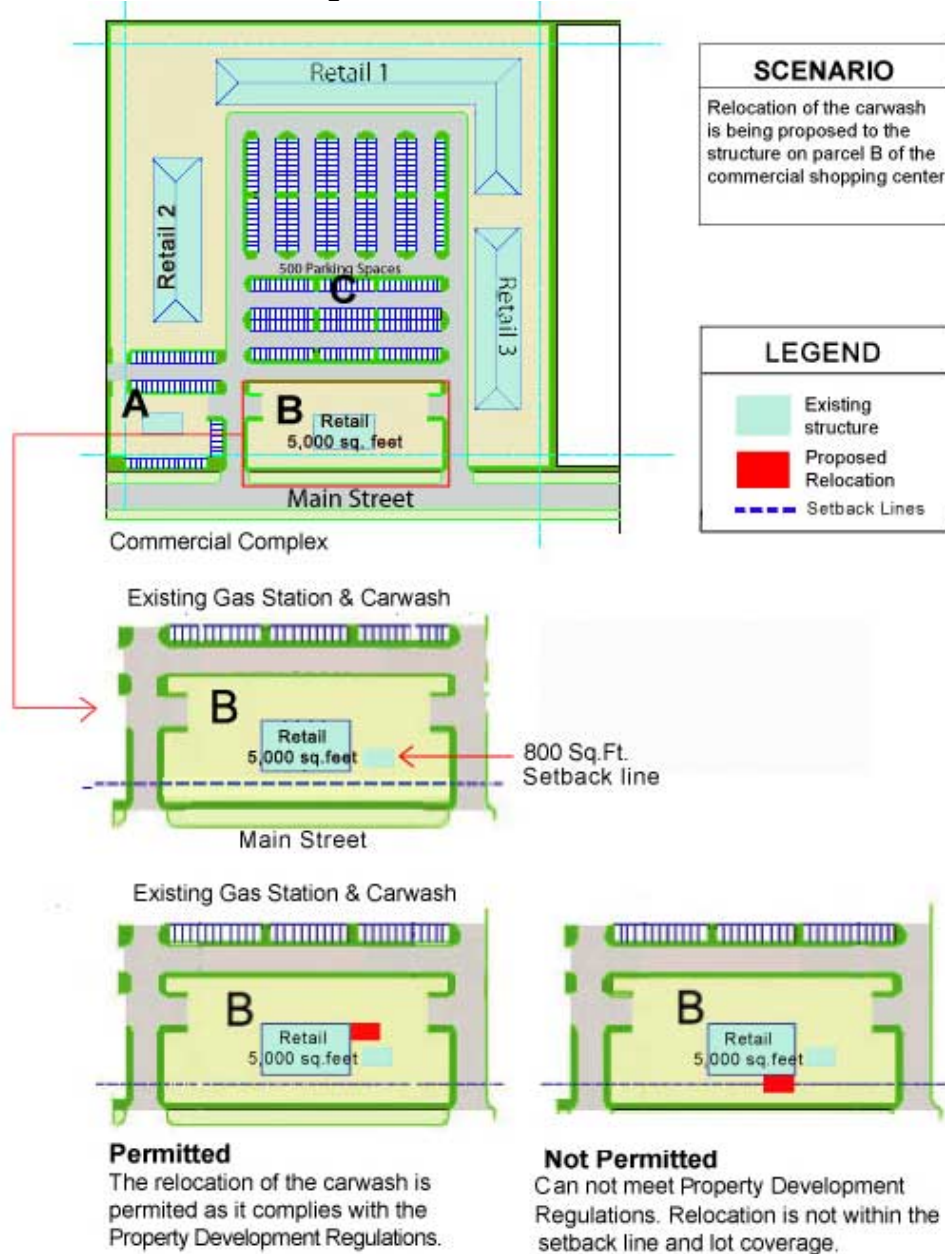 Retail 1
SCENARIO
Relocation of the carwash
is being proposed to the
structure on parcel B of the
commercial shopping center
Retail 2
500 Parking Spaces
C
Retail 3
LEGEND
Existing
structure
Proposed
Relocation
Setback Lines
A
B
Retail
5,000 sq. feet
Main Street
Commercial Complex
Existing Gas Station & Carwash
B
Retail
5,000 sq.feet
800 Sq.Ft.
Setback line
Main Street
Existing Gas Station & Carwash
B
Retail
5,000 sq.feet
B
Retail
5,000 sq.feet
Permitted
The relocation of the carwash is
permited as it complies with the
Property Development Regulations.
Not Permitted
Can not meet Property Development
Regulations. Relocation is not within the
setback line and lot coverage.